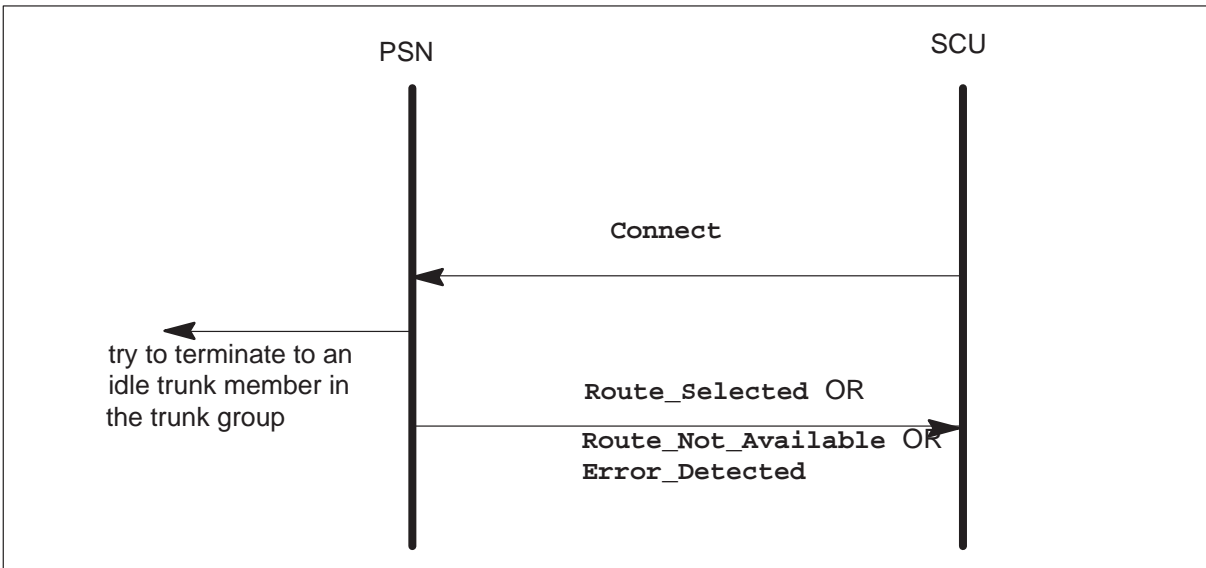 PSN
SCU
Connect
try to terminate to an
idle trunk member in
the trunk group
Route_Selected OR
Route_Not_Available OR
Error_Detected